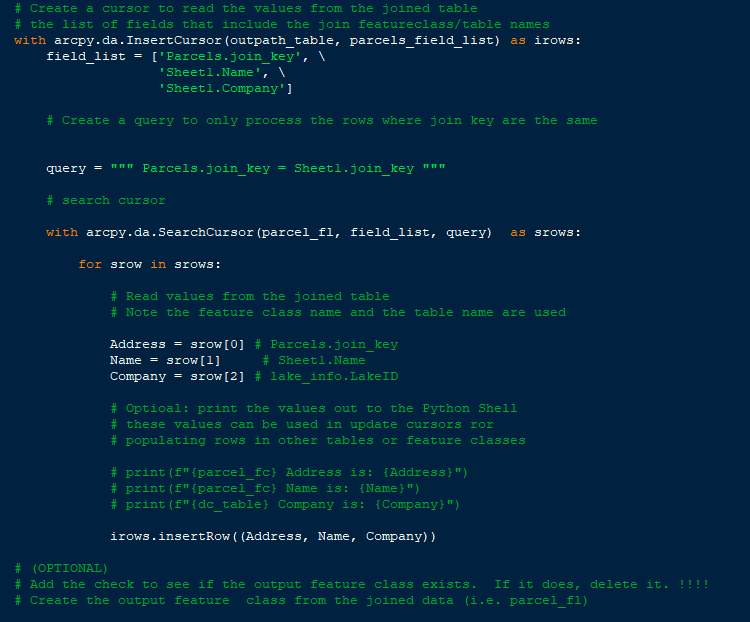 # Create a cursor to read the values from the joined table
# the list of fields that include the join featureclass/table names
with arcpy.da.InsertCursor(outpath_table, parcels_field_list) as irows:
    field_list = ['Parcels.join_key', \
                  'Sheet1.Name', \
                  'Sheet1.Company']
    # Create a query to only process the rows where join key are the same
    query = """ Parcels.join_key = Sheet1.join_key """
    # search cursor
    with arcpy.da.SearchCursor(parcel_fl, field_list, query)  as srows:
        for srow in srows:
            # Read values from the joined table
            # Note the feature class name and the table name are used
            Address = srow[0] # Parcels.join_key
            Name = srow[1]     # Sheet1.Name
            Company = srow[2] # lake_info.LakeID
            # Optioal: print the values out to the Python Shell
            # these values can be used in update cursors ror
            # populating rows in other tables or feature classes
            # print(f"{parcel_fc} Address is: {Address}")
            # print(f"{parcel_fc} Name is: {Name}")
            # print(f"{dc_table} Company is: {Company}")
            irows.insertRow((Address, Name, Company))
# (OPTIONAL)
# Add the check to see if the output feature class exists.  If it does, delete it. !!!!
# Create the output feature  class from the joined data (i.e. parcel_fl)